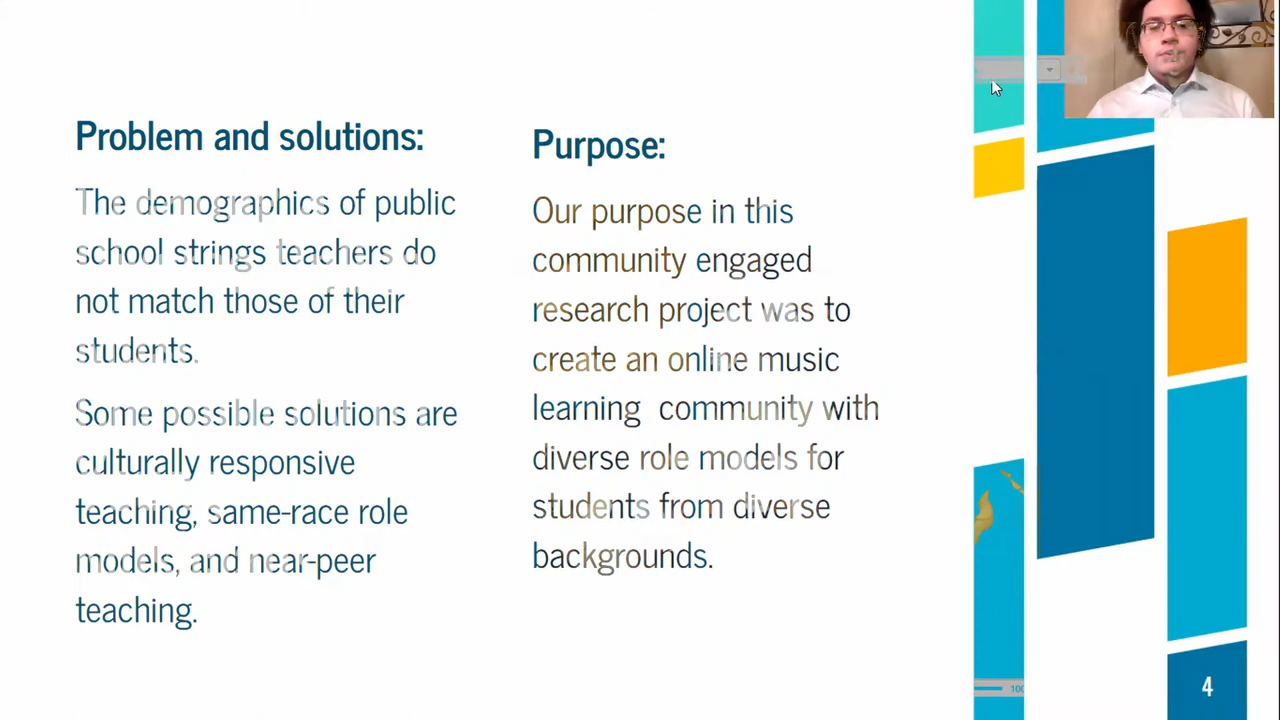 Problem and solutions:
The demographics of public
school strings teachers do
not match those of their
students.
Some possible solutions are
culturally responsive
teaching, same-race role
models, and near-peer
teaching.
Purpose:
Our purpose in this
community engaged
research project was to
create an online music
learning community with
diverse role models for
students from diverse
backgrounds.
100
4